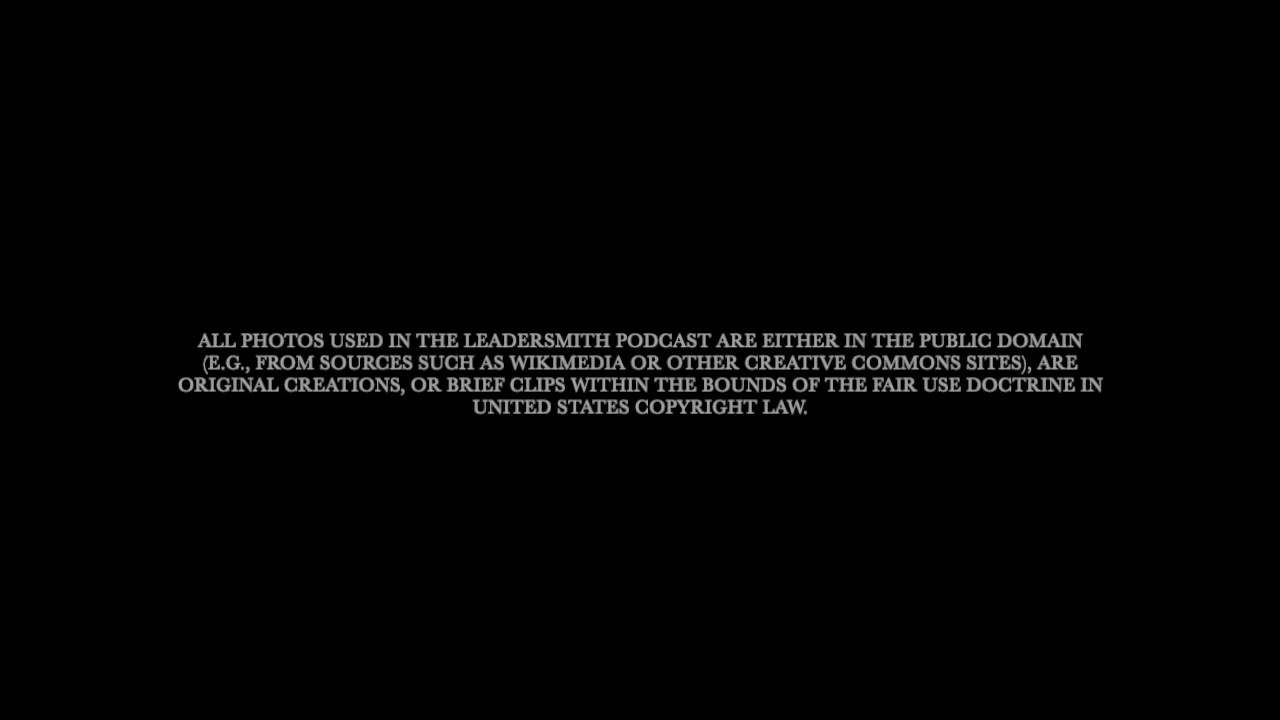 ALL PHOTOS USED IN THE LEADERSMITH PODCAST ARE EITHER IN THE PUBLIC DOMAIN
(E.G., FROM SOURCES SUCH AS WIKIMEDIA OR OTHER CREATIVE COMMONS SITES), ARE
ORIGINAL CREATIONS, OR BRIEF CLIPS WITHIN THE BOUNDS OF THE FAIR USE DOCTRINE IN
UNITED STATES COPYRIGHT LAW.